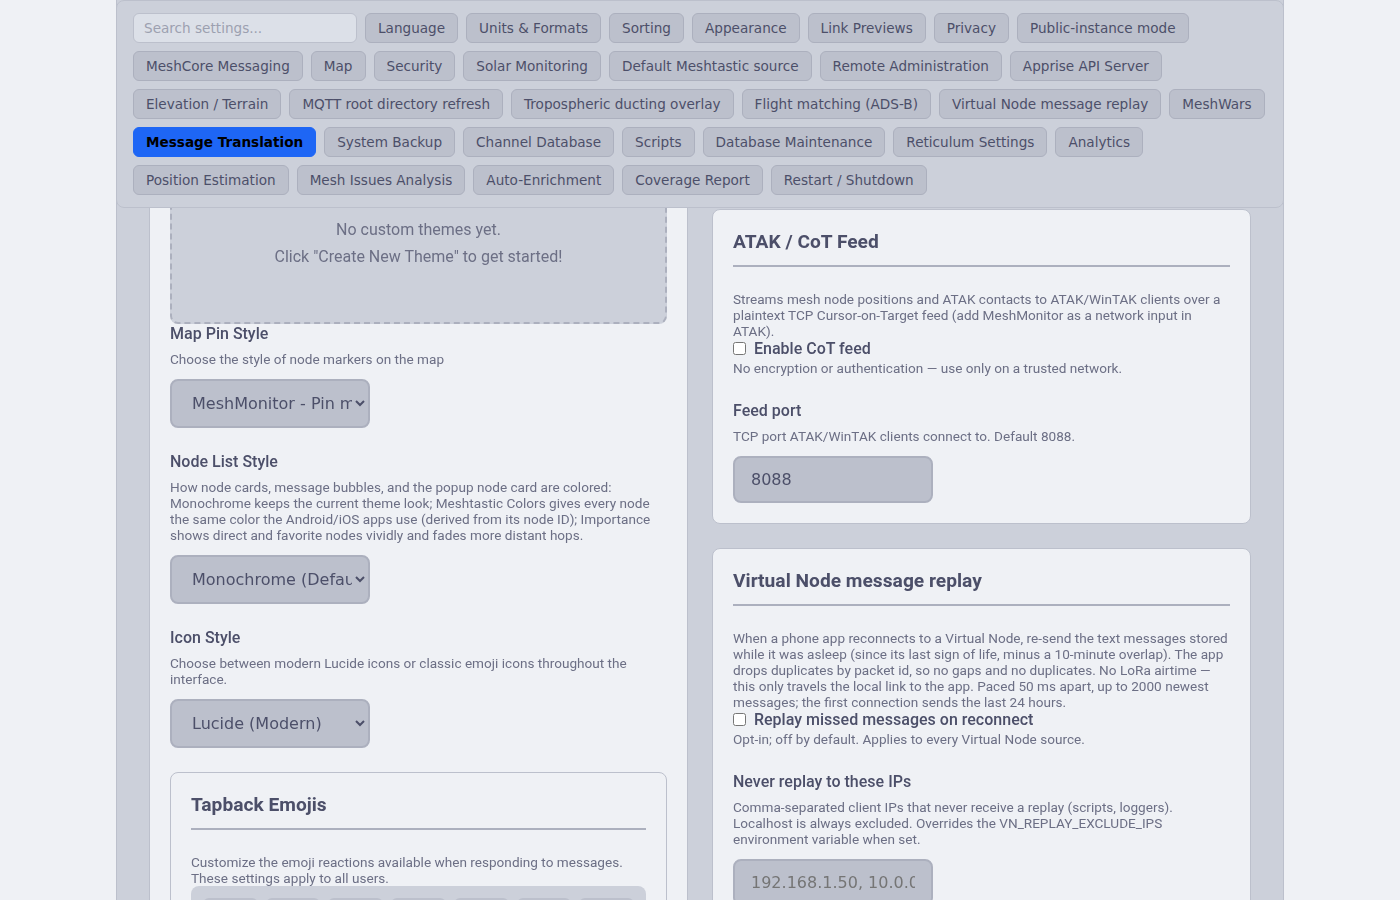 Search settings...
Language
Units & Formats
Sorting
Appearance
Link Previews
Privacy
Public-instance mode
MeshCore Messaging
Map
Security
Solar Monitoring
Default Meshtastic source
Remote Administration
Apprise API Server
Elevation / Terrain
MQTT root directory refresh
Tropospheric ducting overlay
Flight matching (ADS-B)
Virtual Node message replay
MeshWars
Message Translation
System Backup
Channel Database
Scripts
Database Maintenance
Reticulum Settings
Analytics
Position Estimation
Mesh Issues Analysis
Auto-Enrichment
Coverage Report
Restart / Shutdown
No custom themes yet.
Click "Create New Theme" to get started!
Map Pin Style
Choose the style of node markers on the map
MeshMonitor - Pin m
Node List Style
How node cards, message bubbles, and the popup node card are colored:
Monochrome keeps the current theme look; Meshtastic Colors gives every node
the same color the Android/iOS apps use (derived from its node ID); Importance
shows direct and favorite nodes vividly and fades more distant hops.
Monochrome (Defau
Icon Style
Choose between modern Lucide icons or classic emoji icons throughout the
interface.
Lucide (Modern)
Tapback Emojis
Customize the emoji reactions available when responding to messages.
These settings apply to all users.
ATAK / CoT Feed
Streams mesh node positions and ATAK contacts to ATAK/WinTAK clients over a
plaintext TCP Cursor-on-Target feed (add MeshMonitor as a network input in
ATAK).
Enable CoT feed
No encryption or authentication — use only on a trusted network.
Feed port
TCP port ATAK/WinTAK clients connect to. Default 8088.
8088
Virtual Node message replay
When a phone app reconnects to a Virtual Node, re-send the text messages stored
while it was asleep (since its last sign of life, minus a 10-minute overlap). The app
drops duplicates by packet id, so no gaps and no duplicates. No LoRa airtime —
this only travels the local link to the app. Paced 50 ms apart, up to 2000 newest
messages; the first connection sends the last 24 hours.
Replay missed messages on reconnect
Opt-in; off by default. Applies to every Virtual Node source.
Never replay to these IPs
Comma-separated client IPs that never receive a replay (scripts, loggers).
Localhost is always excluded. Overrides the VN_REPLAY_EXCLUDE_IPS
environment variable when set.
192.168.1.50, 10.0.0